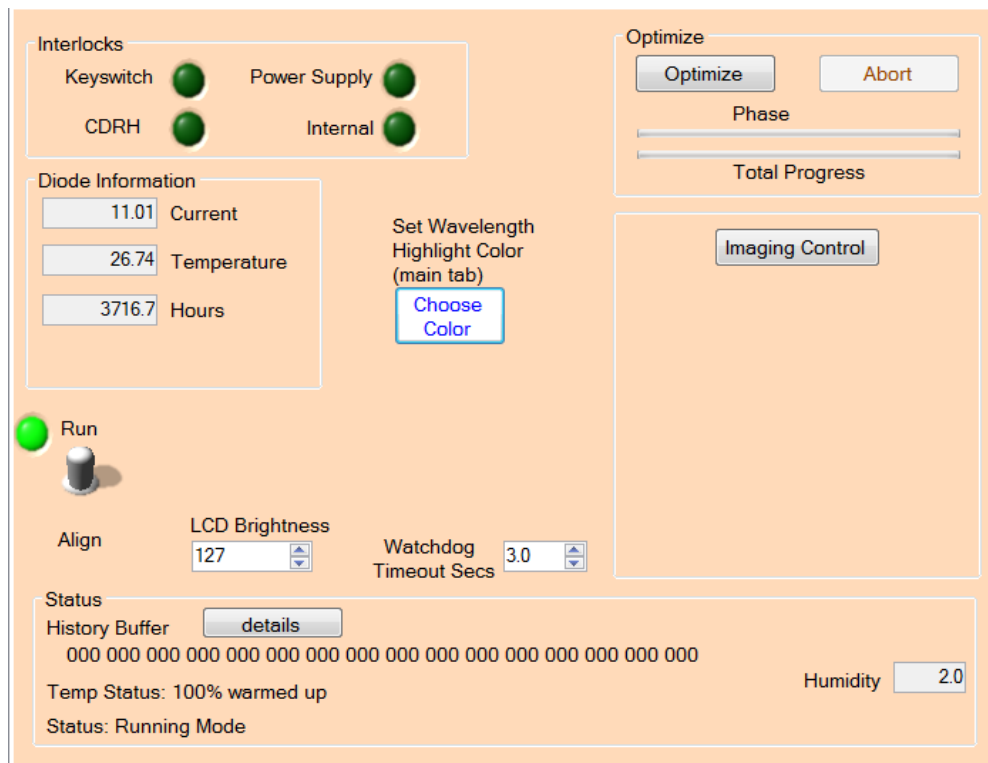 Interlocks
Keyswitch
Power Supply
CDRH
Internal
Optimize
Optimize
Abort
Phase
Total Progress
Diode Information
11.01 Current
26.74 Temperature
3716.7 Hours
Set Wavelength
Highlight Color
(main tab)
Choose
Color
Imaging Control
Run
Align
LCD Brightness
127
Watchdog
Timeout Secs
3.0
Status
History Buffer
details
000 000 000 000 000 000 000 000 000 000 000 000 000 000 000 000
Temp Status: 100% warmed up
Humidity 2.0
Status: Running Mode